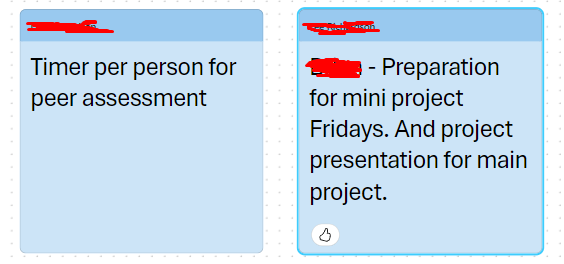 Timer per person for
peer assessment
- Preparation
for mini project
Fridays. And project
presentation for main
project.